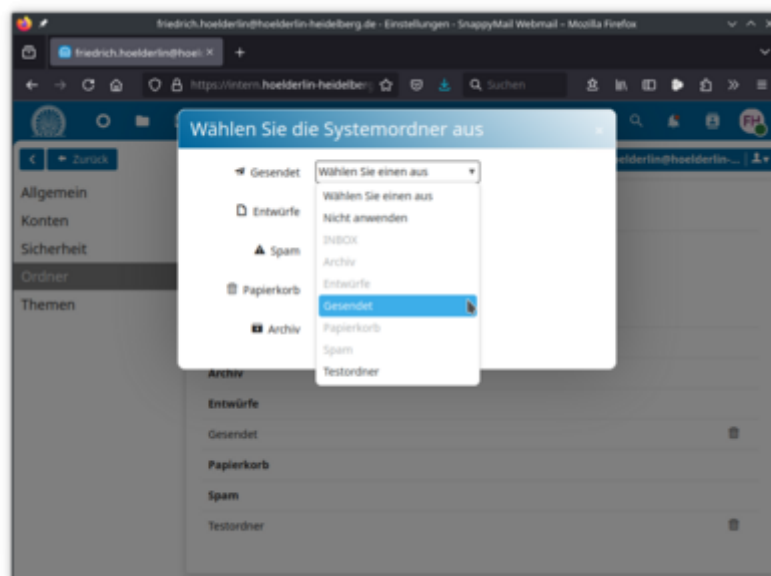 friedrich.hoelderlin@hoelderlin-heidelberg.de - Einstellungen - SnappyMail Webmail – Mozilla Firefox
friedrich.hoelderlin@hoel
https://intern.hoelderlin-heidelberg
Suchen
Wählen Sie die Systemordner aus
FH
Zurück
elderlin@hoelderlin-...
Allgemein
Konten
Sicherheit
Ordner
Themen
Gesendet
Wählen Sie einen aus
Entwürfe
Spam
Papierkorb
Archiv
Wählen Sie einen aus
Nicht anwenden
INBOX
Archiv
Entwürfe
Gesendet
Papierkorb
Spam
Testordner
Archiv
Entwürfe
Gesendet
Papierkorb
Spam
Testordner